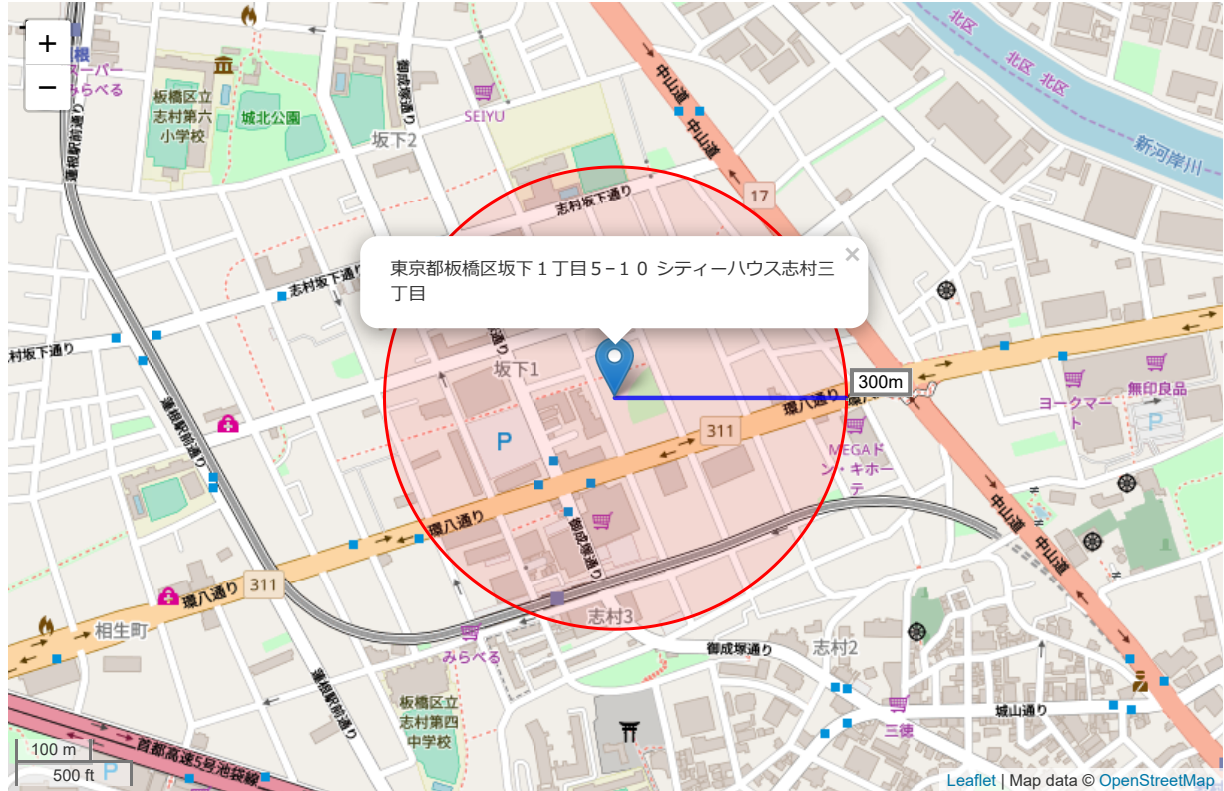 +
−
根
スーパー
みらべる
板橋区立
志村第六
小学校
城北公園
御成塚通り
坂下2
SEIYU
蓮根駅前通り
中山道
中山道
17
北区
北区 北区
新河岸川
志村坂下通り
東京都板橋区坂下１丁目５−１０ シティーハウス志村三
丁目
×
志村坂下通り
村坂下通り
通り
坂下1
300m
環八通り
環八
311
P
MEGAド
ン・キホー
テ
ヨークマー
ト
無印良品
P
蓮根駅前通り
環八通り
御成塚通り
中山道
中山道
311
環八通り
相生町
志村3
みらべる
御成塚通り
志村2
蓮根駅前通り
板橋区立
志村第四
中学校
三徳
城山通り
首都高速5号池袋線
P
100 m
500 ft
Leaflet | Map data © OpenStreetMap